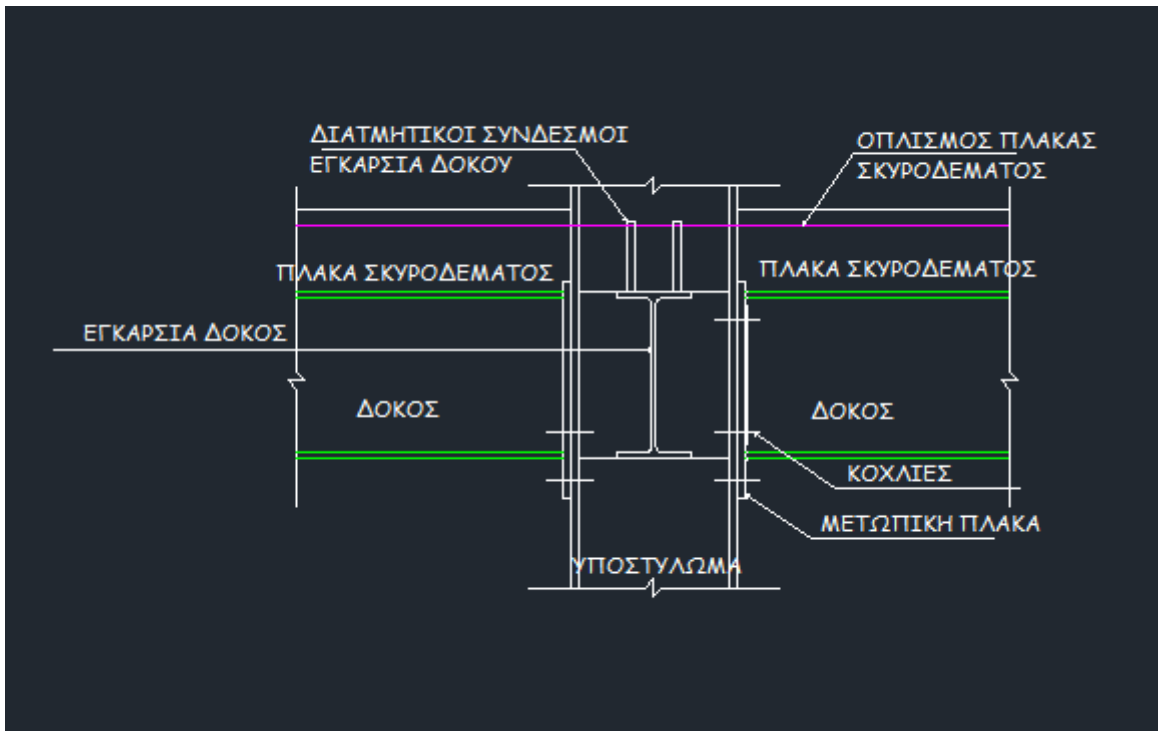 ΔΙΑΤΜΗΤΙΚΟΙ ΣΥΝΔΕΣΜΟΙ
ΕΓΚΑΡΣΙΑ ΔΟΚΟΥ
ΟΠΛΙΣΜΟΣ ΠΛΑΚΑΣ
ΣΚΥΡΟΔΕΜΑΤΟΣ
ΠΛΑΚΑ ΣΚΥΡΟΔΕΜΑΤΟΣ
ΠΛΑΚΑ ΣΚΥΡΟΔΕΜΑΤΟΣ
ΕΓΚΑΡΣΙΑ ΔΟΚΟΣ
ΔΟΚΟΣ
ΔΟΚΟΣ
ΚΟΧΛΙΕΣ
ΜΕΤΩΠΙΚΗ ΠΛΑΚΑ
ΥΠΟΣΤΥΛΩΜΑ